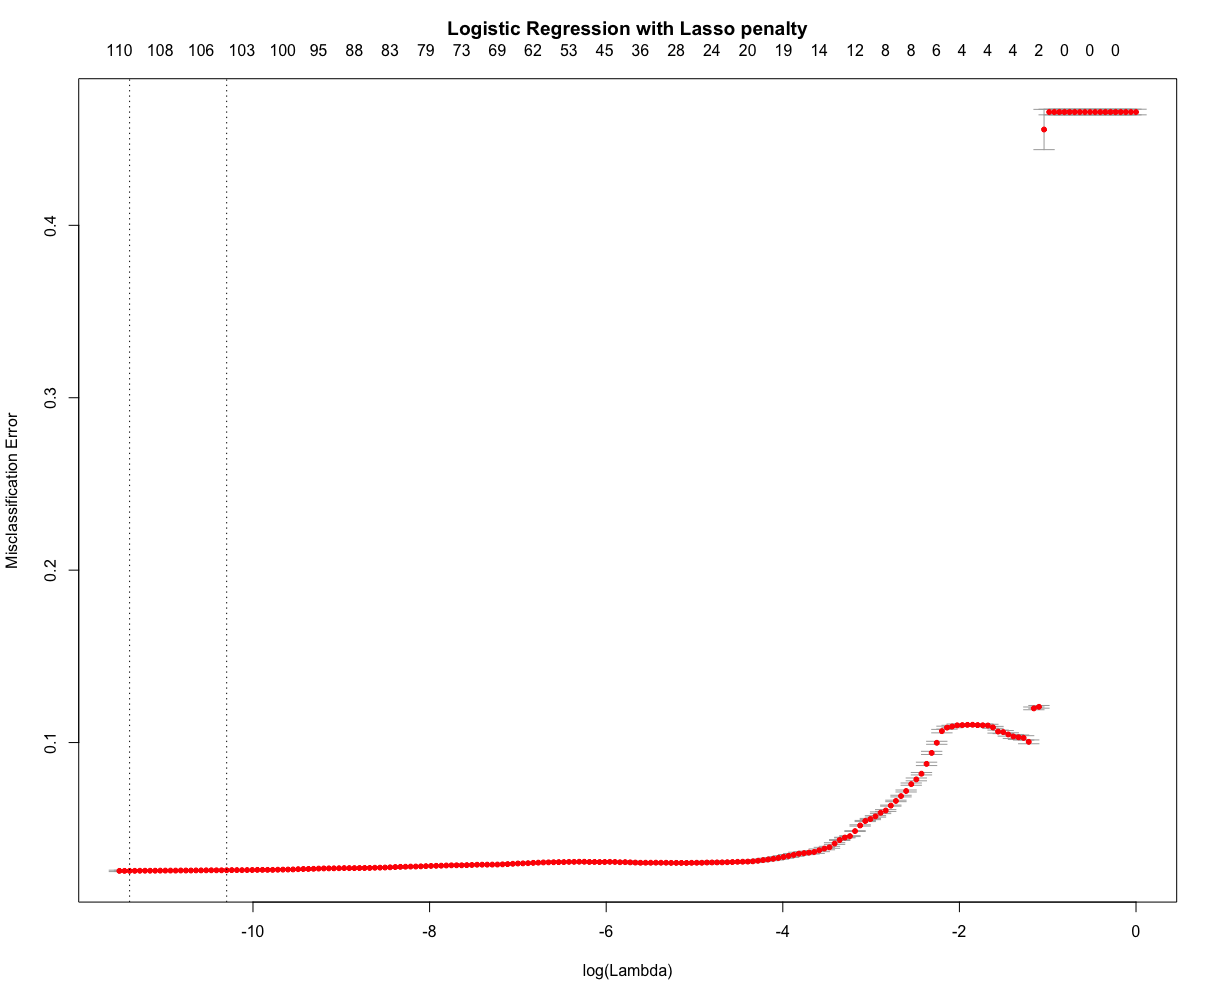 Logistic Regression with Lasso penalty
110 108 106 103 100 95 88 83 79 73 69 62 53 45 36 28 24 20 19 14 12 8 8 6 4 4 4 2 0 0 0
0.4
0.3
0.2
0.1
Misclassification Error
-10 -8 -6 -4 -2 0
log(Lambda)